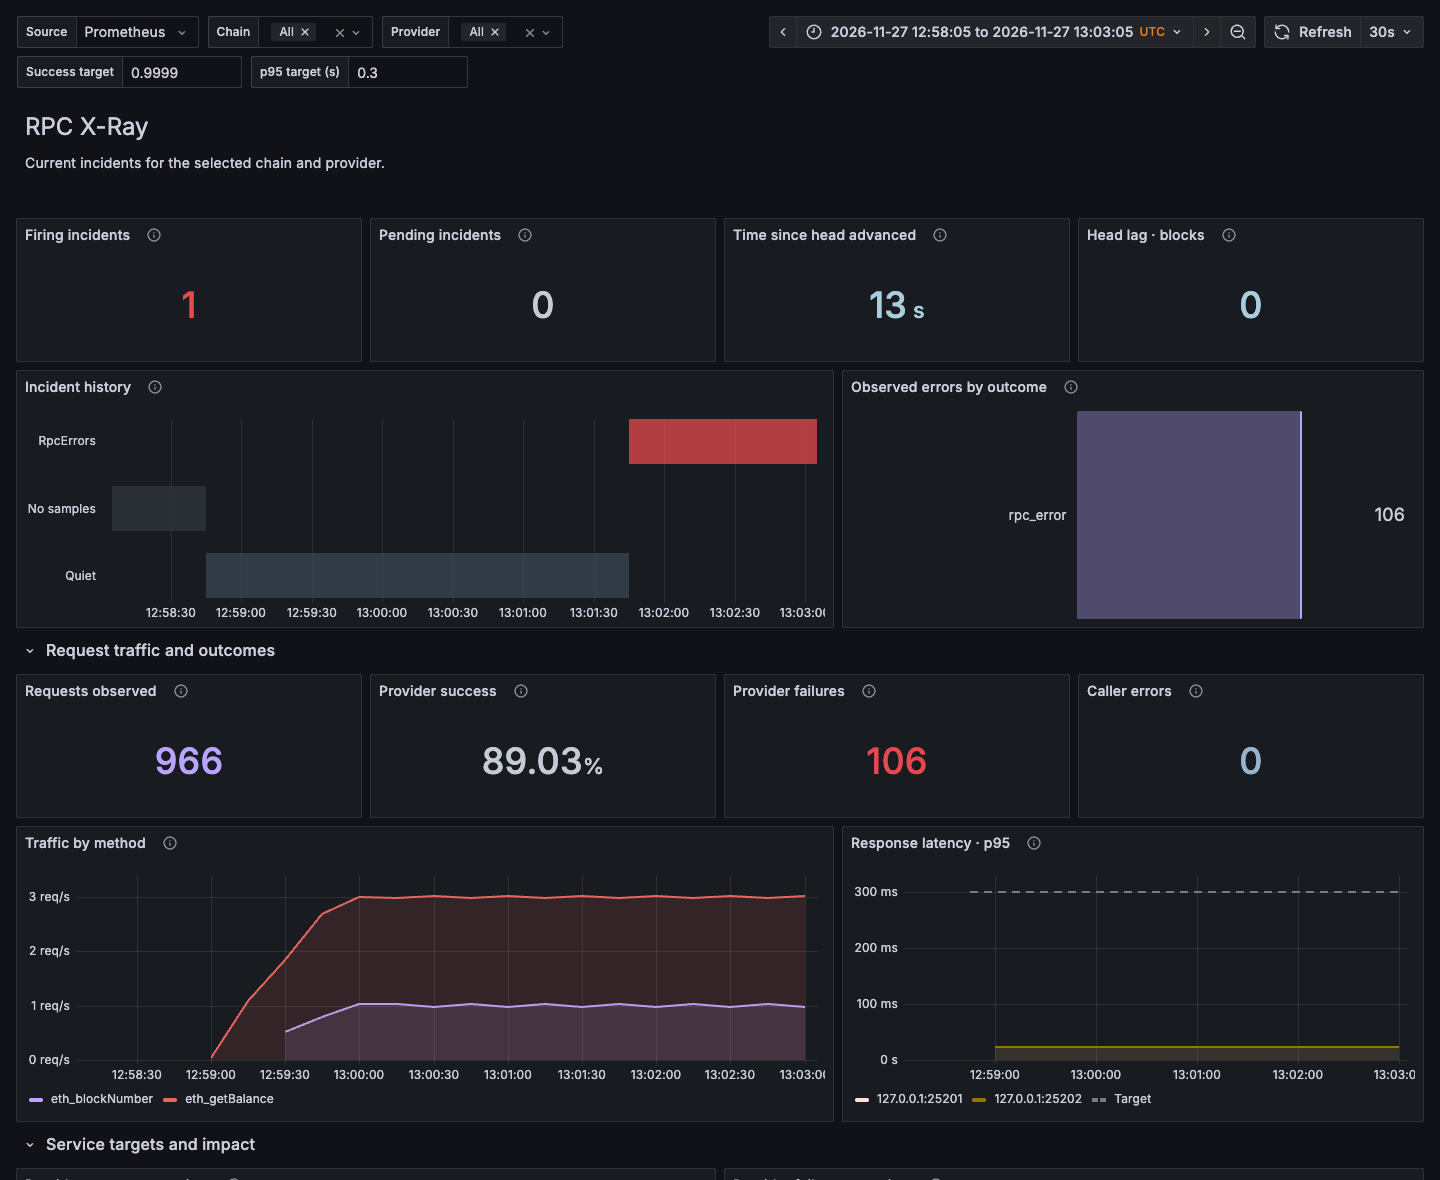 Source Prometheus Chain All Provider All 2026-11-27 12:58:05 to 2026-11-27 13:03:05 UTC Refresh 30s
Success target 0.9999 p95 target (s) 0.3
RPC X-Ray
Current incidents for the selected chain and provider.
Firing incidents
1
Pending incidents
0
Time since head advanced
13 s
Head lag · blocks
0
Incident history
RpcErrors
No samples
Quiet
12:58:30 12:59:00 12:59:30 13:00:00 13:00:30 13:01:00 13:01:30 13:02:00 13:02:30 13:03:00
Observed errors by outcome
rpc_error 106
Request traffic and outcomes
Requests observed
966
Provider success
89.03%
Provider failures
106
Caller errors
0
Traffic by method
3 req/s
2 req/s
1 req/s
0 req/s
12:58:30 12:59:00 12:59:30 13:00:00 13:00:30 13:01:00 13:01:30 13:02:00 13:02:30 13:03:00
eth_blockNumber eth_getBalance
Response latency · p95
300 ms
200 ms
100 ms
0 s
12:59:00 13:00:00 13:01:00 13:02:00 13:03:0
127.0.0.1:25201 127.0.0.1:25202 Target
Service targets and impact